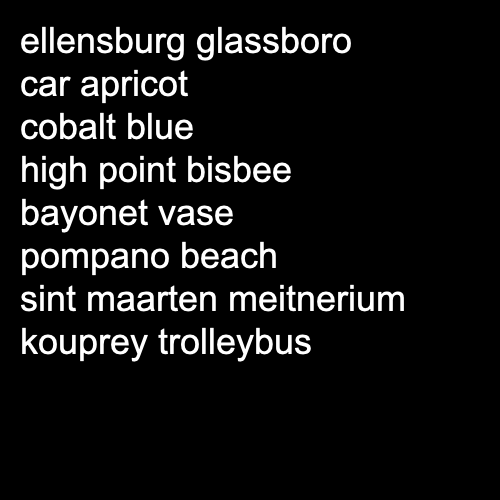 ellensburg glassboro
car apricot
cobalt blue
high point bisbee
bayonet vase
pompano beach
sint maarten meitnerium
kouprey trolleybus